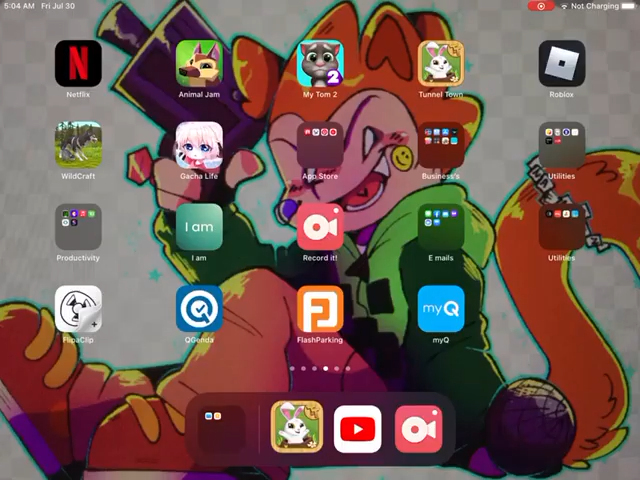 5:04 AM Fri Jul 30
Not Charging
Netflix
Animal Jam
My Tom 2
Tunnel Town
Roblox
WildCraft
Gacha Life
App Store
Business's
Utilities
Productivity
I am
I am
Record it!
E mails
Utilities
FlipaClip
QGenda
FlashParking
myQ
myQ